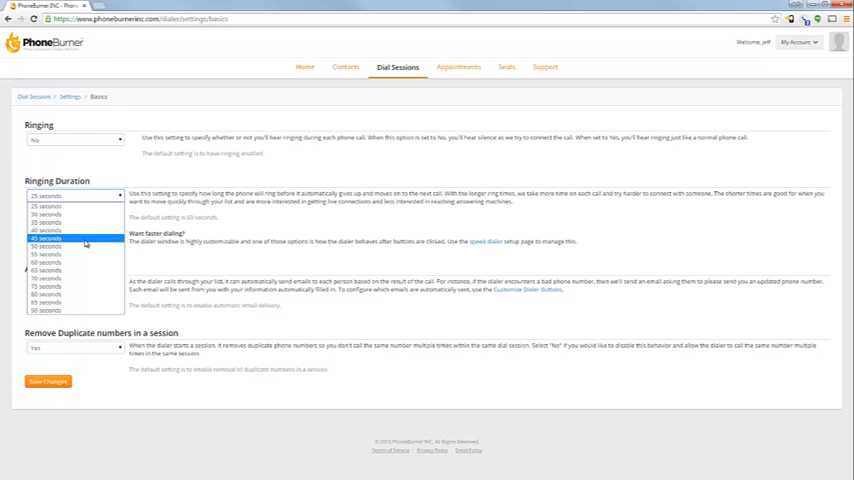 PhoneBurner INC - Phone
https://www.phoneburnerinc.com/dialer/settings/basics
PhoneBurner
Welcome, jeff
My Account
Home
Contacts
Dial Sessions
Appointments
Seats
Support
Dial Session
Settings
Basics
Ringing
No
Use this setting to specify whether or not you'll hear ringing during each phone call. When this option is set to No, you'll hear silence as we try to connect the call. When set to Yes, you'll hear ringing just like a normal phone call.
The default setting is to have ringing enabled.
Ringing Duration
25 seconds
25 seconds
30 seconds
35 seconds
40 seconds
45 seconds
50 seconds
55 seconds
60 seconds
65 seconds
70 seconds
75 seconds
80 seconds
85 seconds
90 seconds
Use this setting to specify how long the phone will ring before it automatically gives up and moves on to the next call. With the longer ring times, we take more time on each call and try harder to connect with someone. The shorter times are good for when you
want to move quickly through your list and are more interested in getting live connections and less interested in reaching answering machines.
The default setting is 60 seconds.
Want faster dialing?
The dialer window is highly customizable and one of those options is how the dialer behaves after buttons are clicked. Use the speed dialer setup page to manage this.
As the dialer calls through your list, it can automatically send emails to each person based on the result of the call. For instance, if the dialer encounters a bad phone number, then we'll send an email asking them to please send you an updated phone number.
Each email will be sent from you with your information automatically filled in. To configure which emails are automatically sent, use the Customize Dialer Buttons.
The default setting is to enable automatic email delivery.
Remove Duplicate numbers in a session
Yes
When the dialer starts a session, it removes duplicate phone numbers so you don't call the same number multiple times within the same dial session. Select "No" if you would like to disable this behavior and allow the dialer to call the same number multiple
times in the same session.
The default setting is to enable removal of duplicate numbers in a session.
Save Changes
© 2015 PhoneBurner INC, All Rights Reserved.
Terms of Service
Privacy Policy
Email Policy